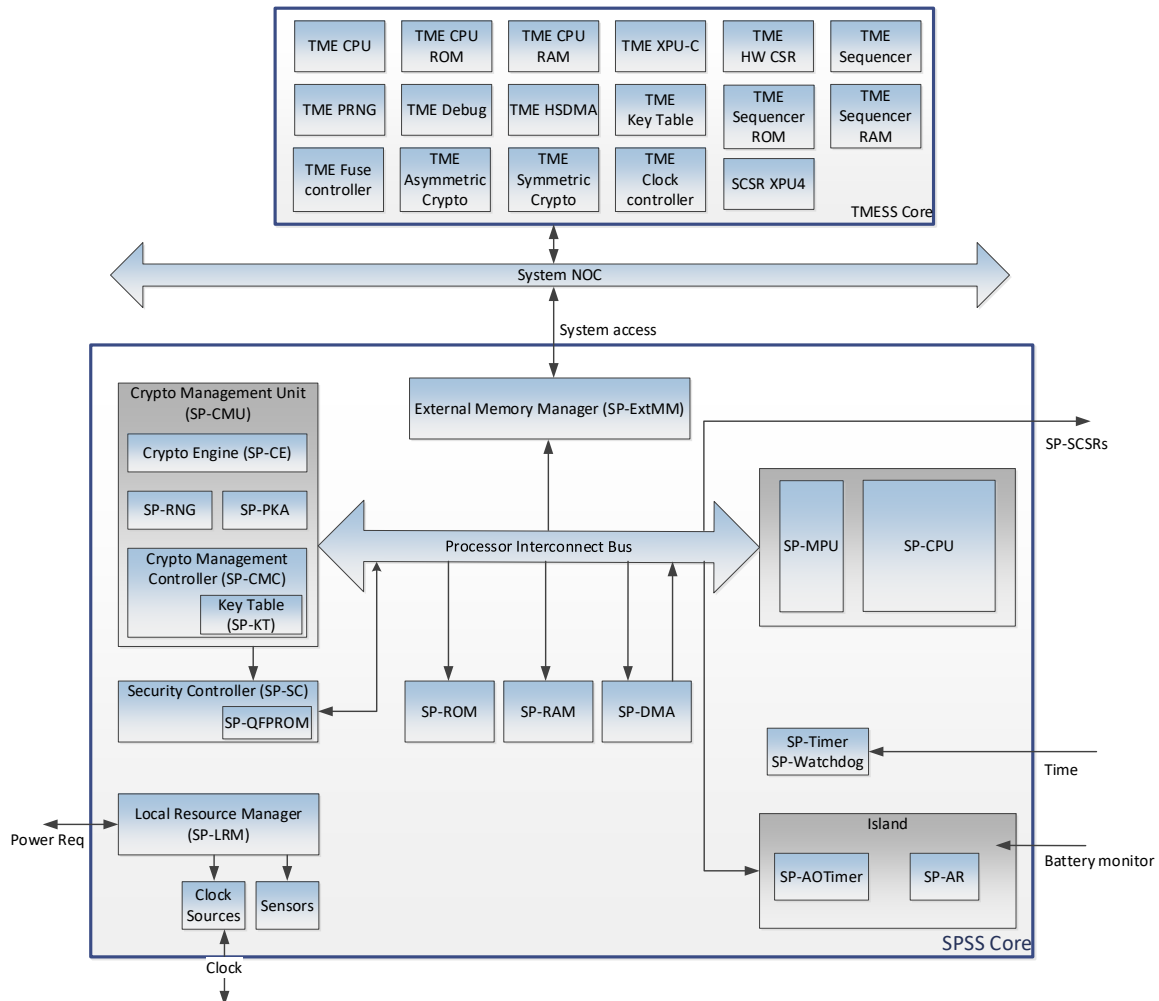 TME CPU
TME CPU
ROM
TME CPU
RAM
TME XPU-C
TME
HW CSR
TME
Sequencer
TME PRNG
TME Debug
TME HSDMA
TME
Key Table
TME
Sequencer
ROM
TME
Sequencer
RAM
TME Fuse
controller
TME
Asymmetric
Crypto
TME
Symmetric
Crypto
TME
Clock
controller
SCSR XPU4
TMESS Core
System NOC
System access
Crypto Management Unit
(SP-CMU)
Crypto Engine (SP-CE)
SP-RNG
SP-PKA
Crypto Management
Controller (SP-CMC)
Key Table
(SP-KT)
External Memory Manager (SP-ExtMM)
SP-SCSRs
Processor Interconnect Bus
SP-MPU
SP-CPU
Security Controller (SP-SC)
SP-QFPROM
SP-ROM
SP-RAM
SP-DMA
SP-Timer
SP-Watchdog
Time
Local Resource Manager
(SP-LRM)
Power Req
Clock
Sources
Sensors
Island
SP-AOTimer
SP-AR
Battery monitor
SPSS Core
Clock